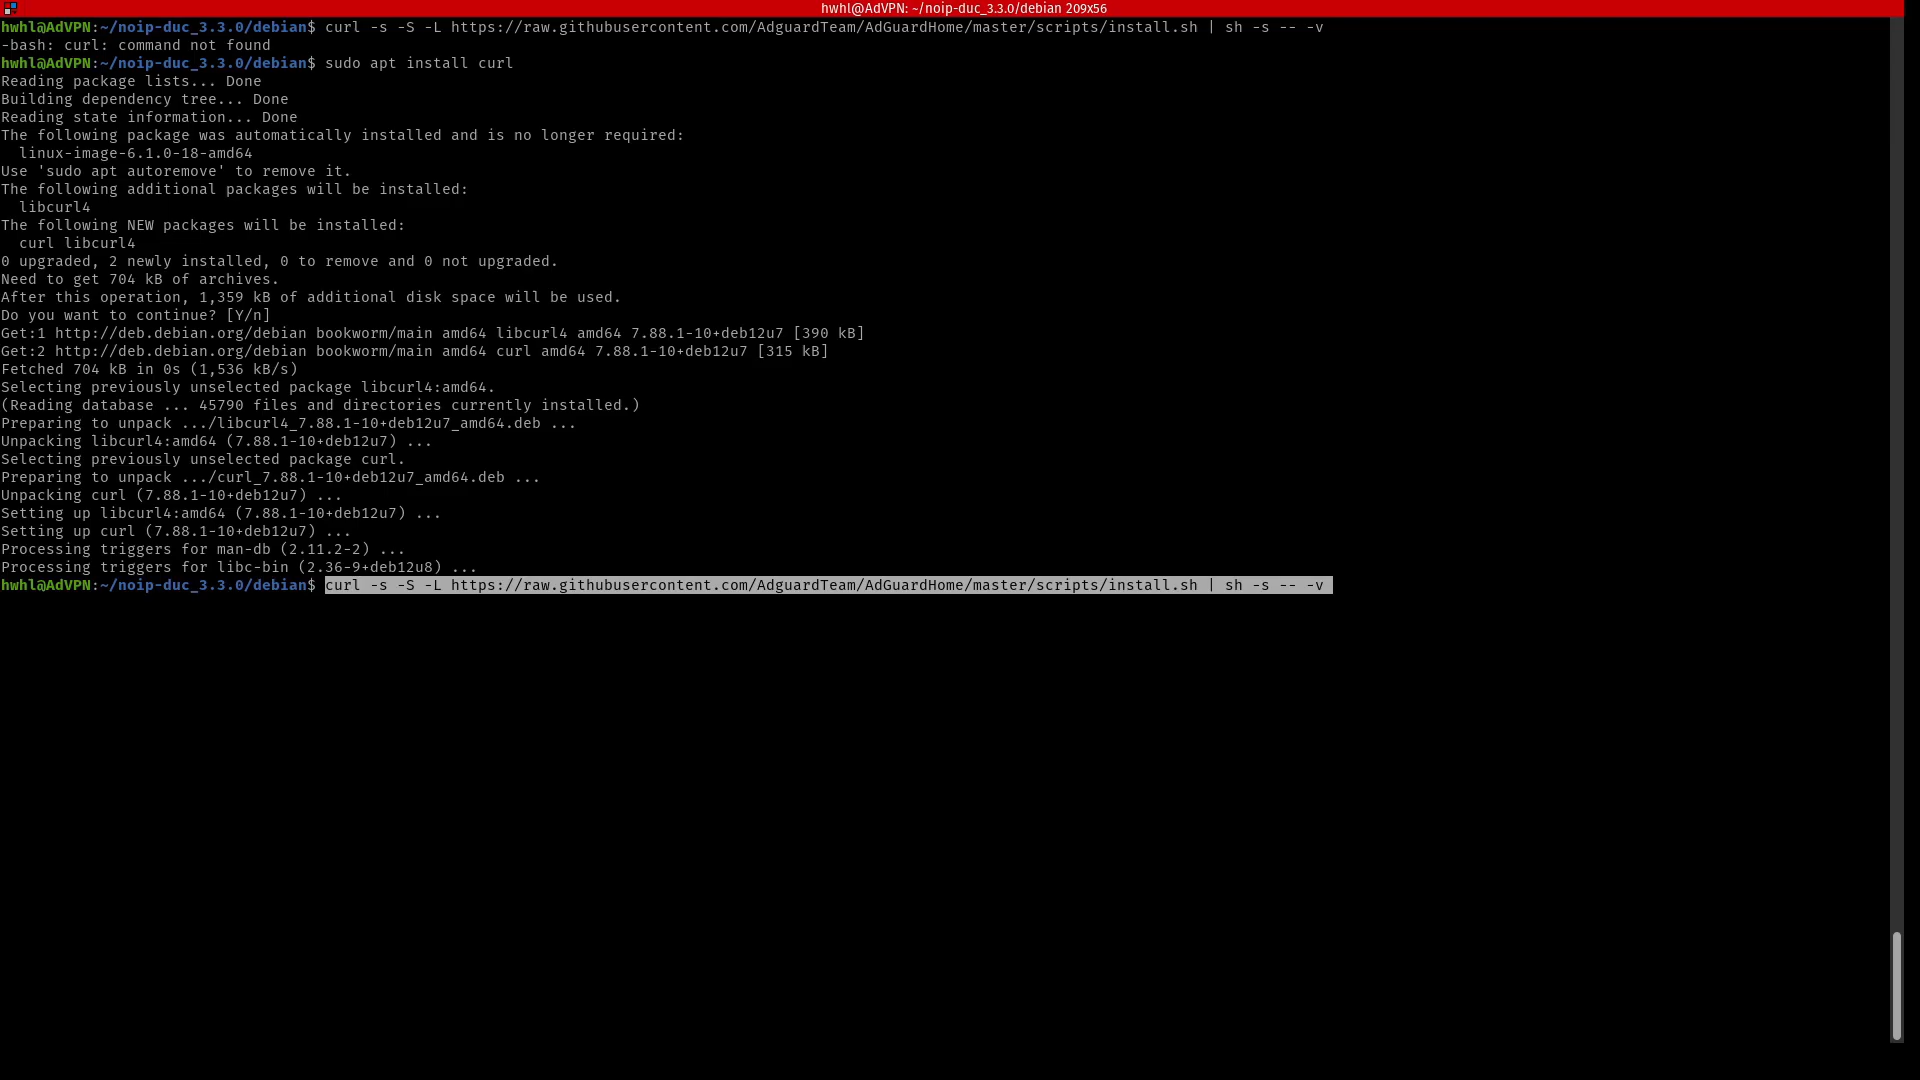 hwhl@AdVPN: ~/noip-duc_3.3.0/debian 209x56
hwhl@AdVPN:~/noip-duc_3.3.0/debian$ curl -s -S -L https://raw.githubusercontent.com/AdguardTeam/AdGuardHome/master/scripts/install.sh | sh -s -- -v
-bash: curl: command not found
hwhl@AdVPN:~/noip-duc_3.3.0/debian$ sudo apt install curl
Reading package lists... Done
Building dependency tree... Done
Reading state information... Done
The following package was automatically installed and is no longer required:
  linux-image-6.1.0-18-amd64
Use 'sudo apt autoremove' to remove it.
The following additional packages will be installed:
  libcurl4
The following NEW packages will be installed:
  curl libcurl4
0 upgraded, 2 newly installed, 0 to remove and 0 not upgraded.
Need to get 704 kB of archives.
After this operation, 1,359 kB of additional disk space will be used.
Do you want to continue? [Y/n]
Get:1 http://deb.debian.org/debian bookworm/main amd64 libcurl4 amd64 7.88.1-10+deb12u7 [390 kB]
Get:2 http://deb.debian.org/debian bookworm/main amd64 curl amd64 7.88.1-10+deb12u7 [315 kB]
Fetched 704 kB in 0s (1,536 kB/s)
Selecting previously unselected package libcurl4:amd64.
(Reading database ... 45790 files and directories currently installed.)
Preparing to unpack .../libcurl4_7.88.1-10+deb12u7_amd64.deb ...
Unpacking libcurl4:amd64 (7.88.1-10+deb12u7) ...
Selecting previously unselected package curl.
Preparing to unpack .../curl_7.88.1-10+deb12u7_amd64.deb ...
Unpacking curl (7.88.1-10+deb12u7) ...
Setting up libcurl4:amd64 (7.88.1-10+deb12u7) ...
Setting up curl (7.88.1-10+deb12u7) ...
Processing triggers for man-db (2.11.2-2) ...
Processing triggers for libc-bin (2.36-9+deb12u8) ...
hwhl@AdVPN:~/noip-duc_3.3.0/debian$ curl -s -S -L https://raw.githubusercontent.com/AdguardTeam/AdGuardHome/master/scripts/install.sh | sh -s -- -v